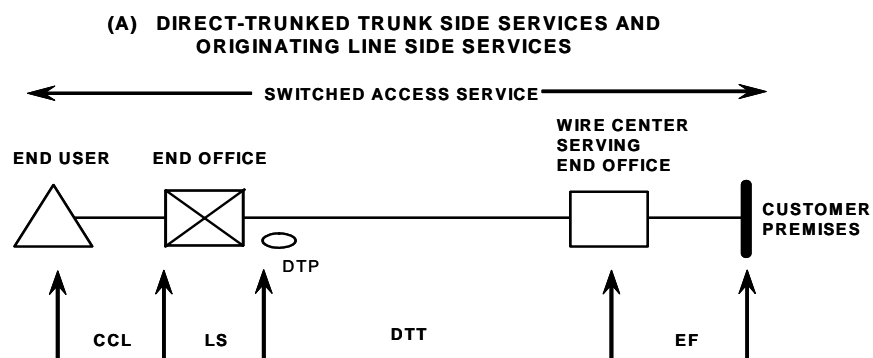 (A) DIRECT-TRUNKED TRUNK SIDE SERVICES AND
ORIGINATING LINE SIDE SERVICES
SWITCHED ACCESS SERVICE
WIRE CENTER
SERVING
END OFFICE
END USER
END OFFICE
CUSTOMER
PREMISES
DTP
CCL
LS
DTT
EF